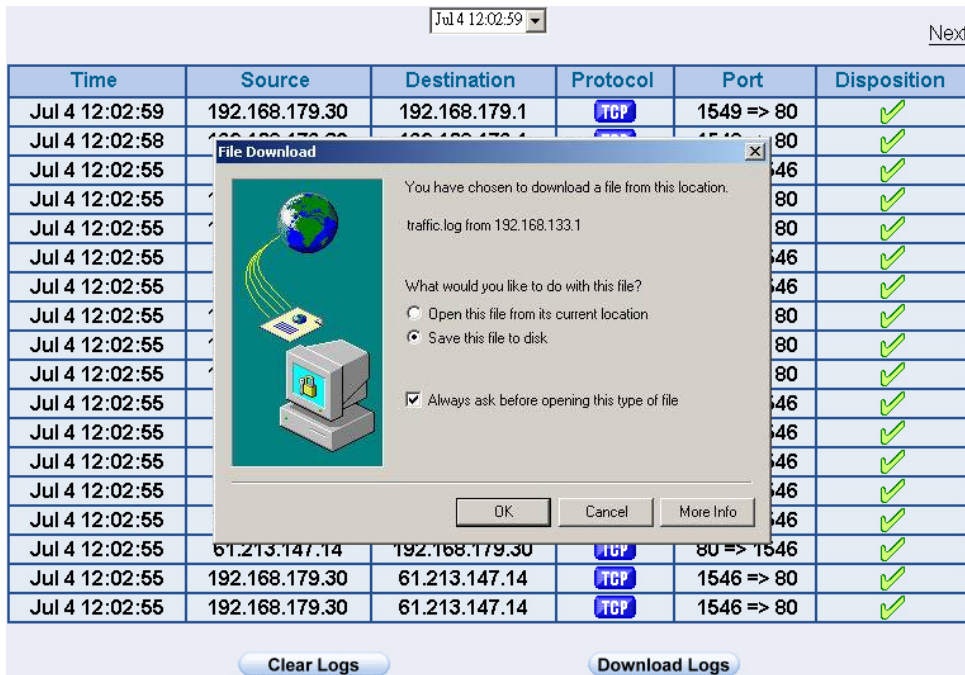 Jul 4 12:02:59
Next
Time Source Destination Protocol Port Disposition
Jul 4 12:02:59 192.168.179.30 192.168.179.1 TCP 1549 => 80
Jul 4 12:02:58 80
Jul 4 12:02:55
Jul 4 12:02:55 80
Jul 4 12:02:55 80
Jul 4 12:02:55
Jul 4 12:02:55
Jul 4 12:02:55 80
Jul 4 12:02:55 80
Jul 4 12:02:55 80
Jul 4 12:02:55
Jul 4 12:02:55
Jul 4 12:02:55
Jul 4 12:02:55
Jul 4 12:02:55
Jul 4 12:02:55 61.213.147.14 192.168.179.30 TCP 80 => 1546
Jul 4 12:02:55 192.168.179.30 61.213.147.14 TCP 1546 => 80
Jul 4 12:02:55 192.168.179.30 61.213.147.14 TCP 1546 => 80
File Download
You have chosen to download a file from this location.
traffic.log from 192.168.133.1
What would you like to do with this file?
Open this file from its current location
Save this file to disk
Always ask before opening this type of file
OK Cancel More Info
Clear Logs Download Logs